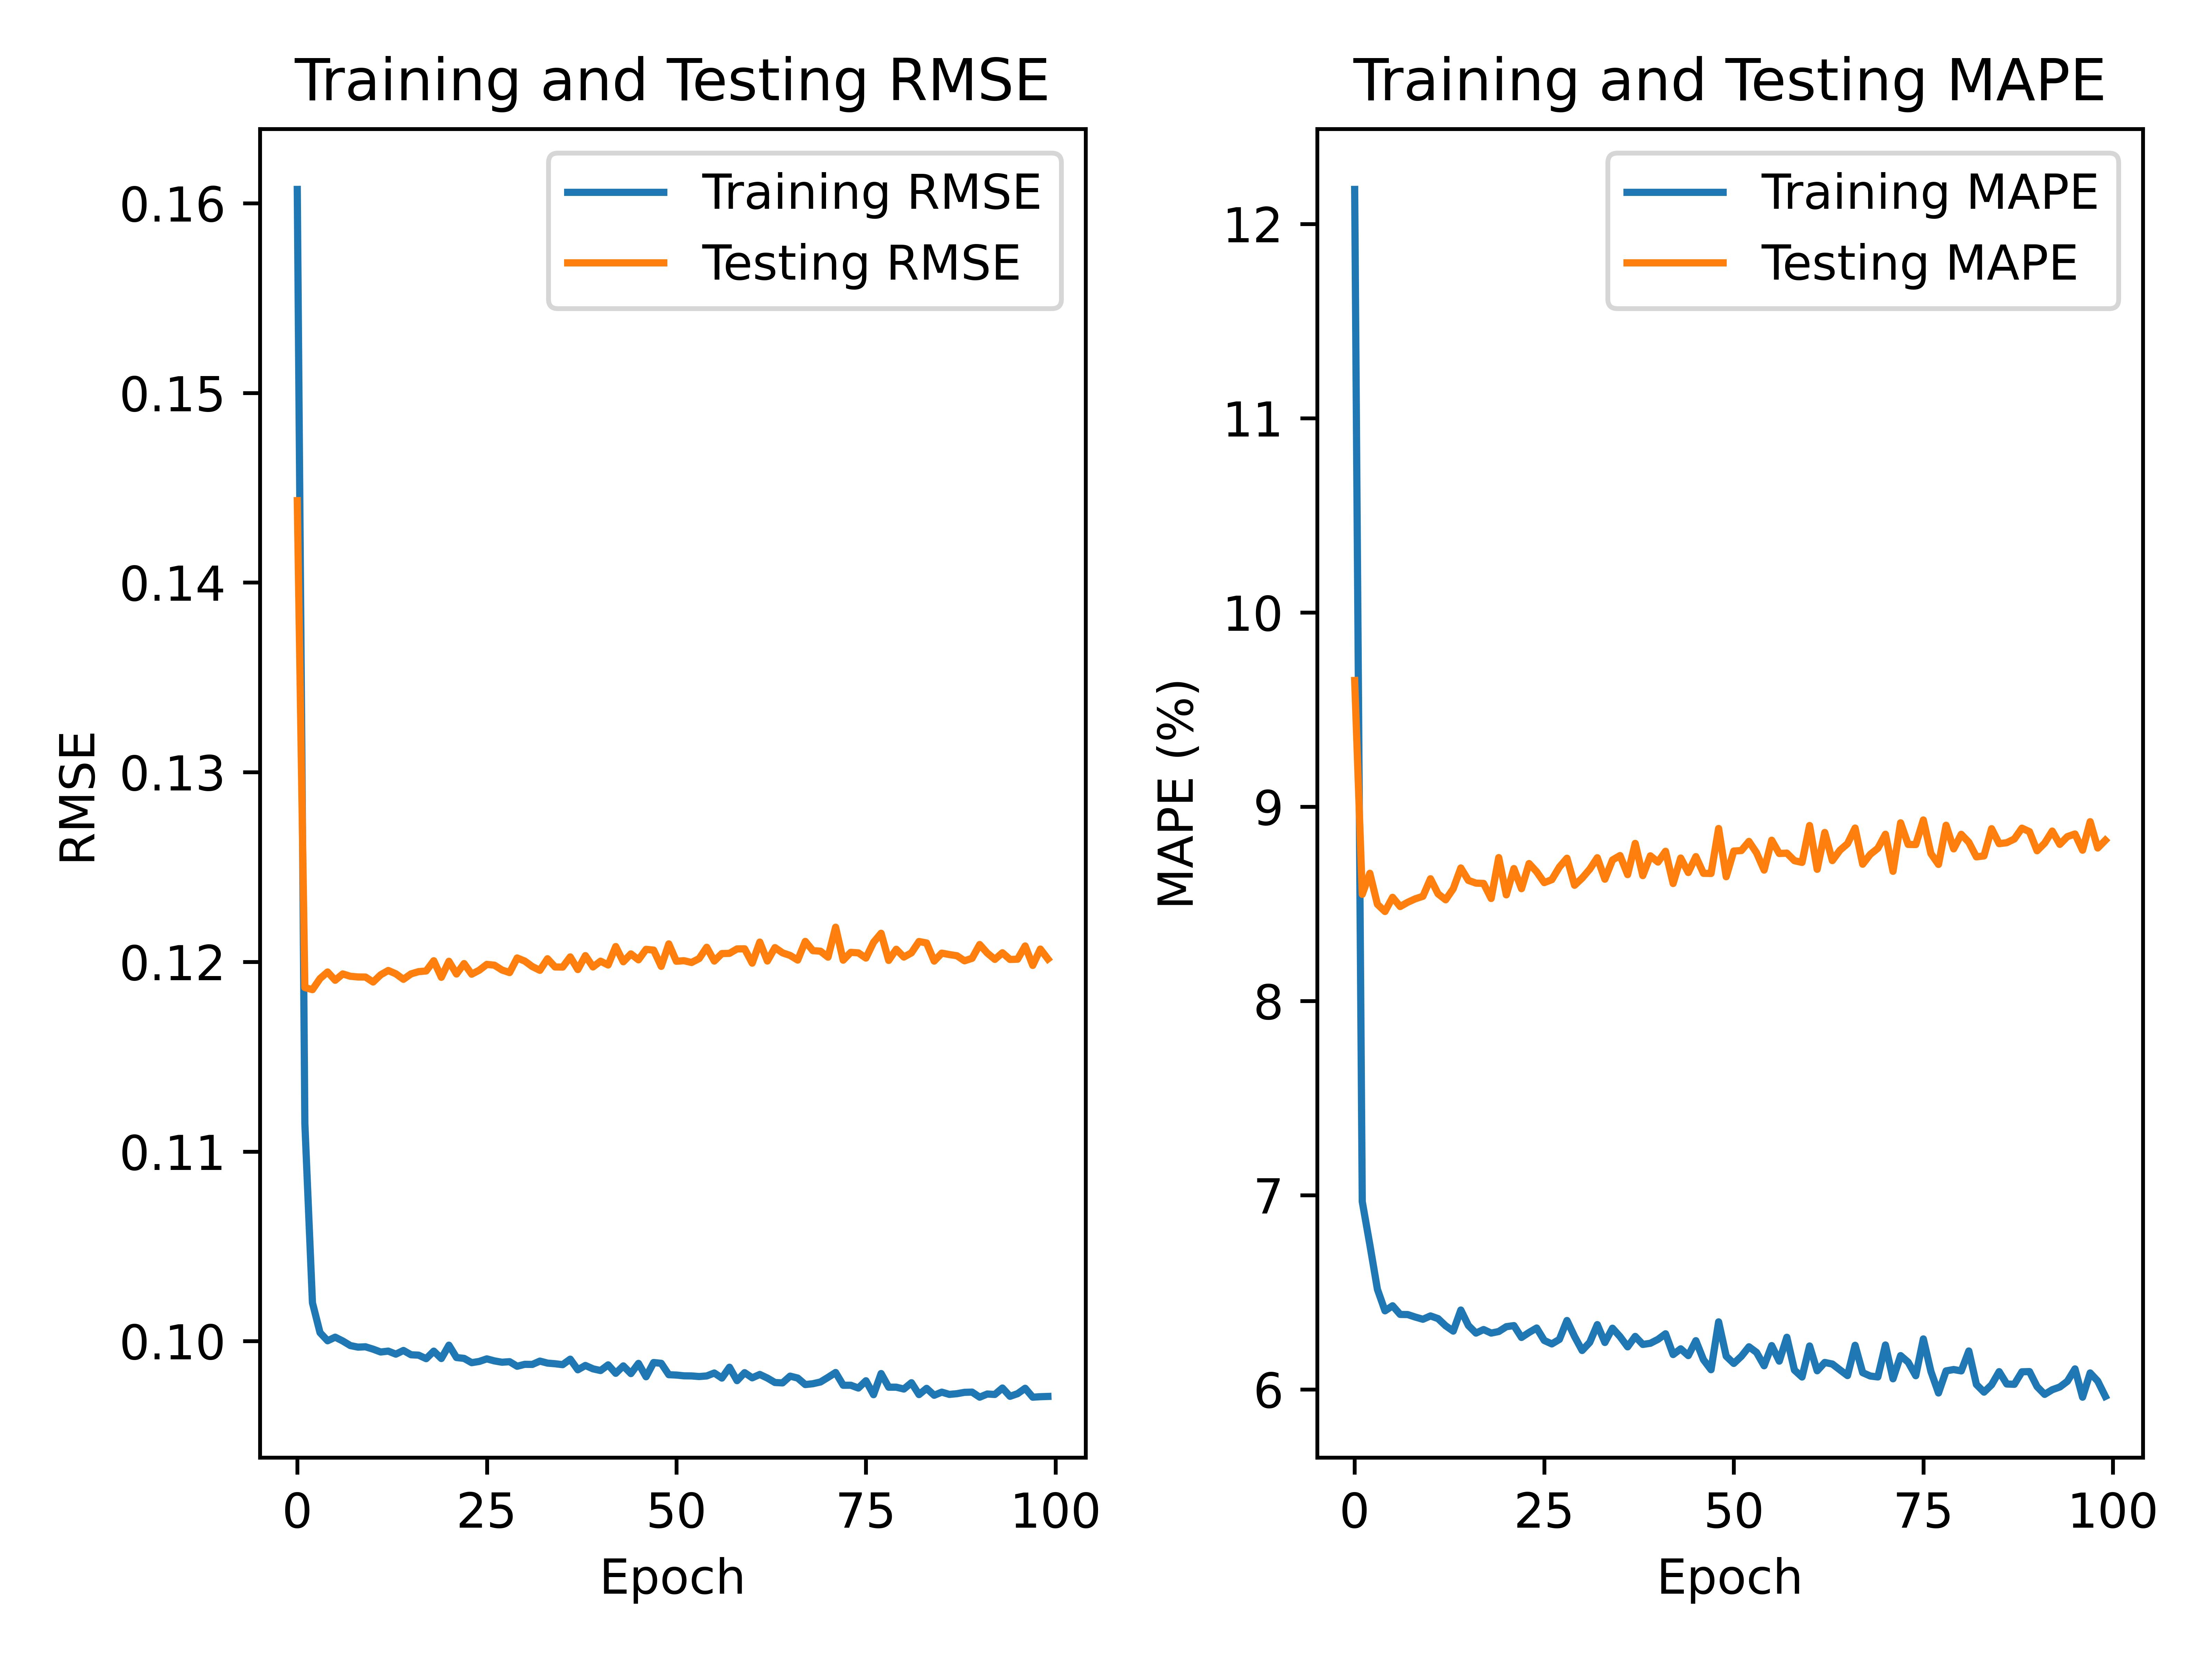 Training and Testing RMSE
Training RMSE
Testing RMSE
0.16
0.15
0.14
0.13
0.12
0.11
0.10
RMSE
0 25 50 75 100
Epoch
Training and Testing MAPE
Training MAPE
Testing MAPE
12
11
10
9
8
7
6
MAPE (%)
0 25 50 75 100
Epoch